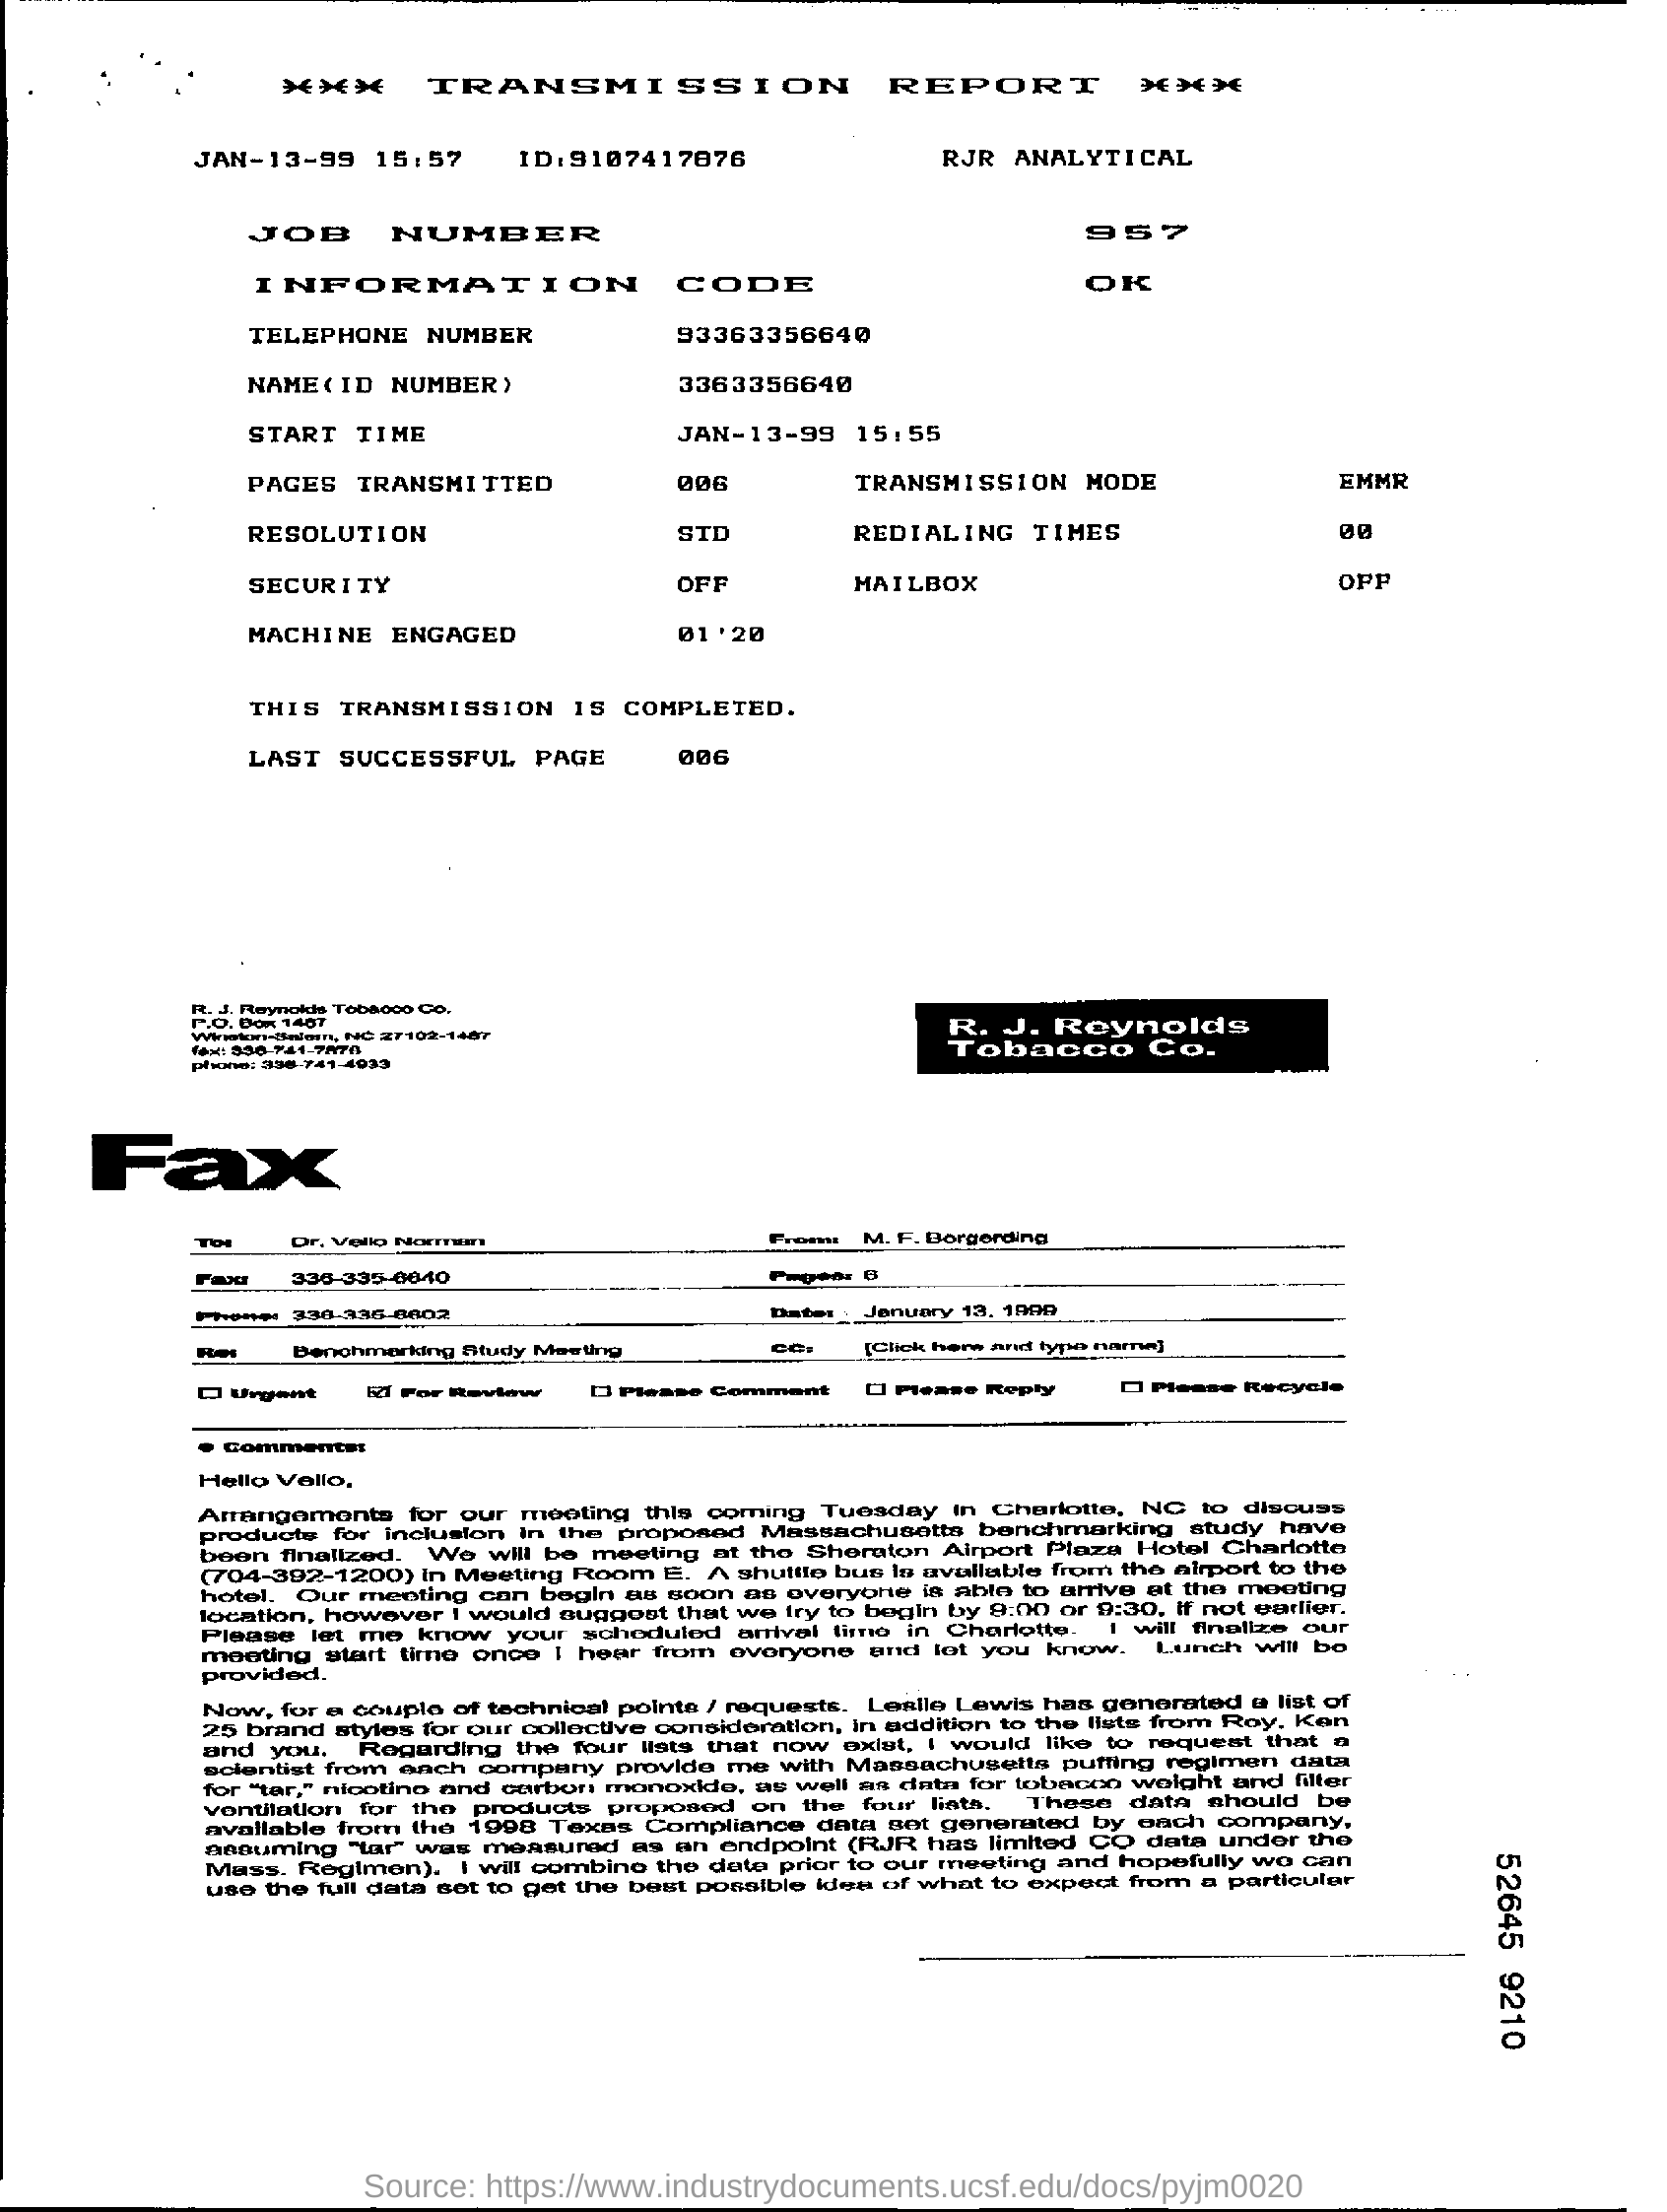 *** TRANSMISSION REPORT ***
JAN-13-99 15:57 ID:9107417876 RJR ANALYTICAL
JOB NUMBER 957
INFORMATION CODE OK
TELEPHONE NUMBER 93363356640
NAME(ID NUMBER) 3363356640
START TIME JAN-13-99 15:55
PAGES TRANSMITTED 006 TRANSMISSION MODE EMMR
RESOLUTION STD REDIALING TIMES 00
SECURITY OFF MAILBOX OFF
MACHINE ENGAGED 01'20
THIS TRANSMISSION IS COMPLETED.
LAST SUCCESSFUL PAGE 006
R. J. Reynolds Tobacco Co.
P.O. Box 1487
Winston-Salem, NC 27102-1487
fax: 336-741-7876
phone: 336-741-4933
R. J. Reynolds
Tobacco Co.
Fax
To: Dr. Vello Norman From: M. F. Borgerding
Fax: 336-335-6640 Pages: 6
Phone: 336-335-6602 Date: January 13, 1999
Re: Benchmarking Study Meeting CC: [Click here and type name]
☐ Urgent ☑ For Review ☐ Please Comment ☐ Please Reply ☐ Please Recycle
• Comments:
Hello Vello,
Arrangements for our meeting this coming Tuesday in Charlotte, NC to discuss
products for inclusion in the proposed Massachusetts benchmarking study have
been finalized. We will be meeting at the Sheraton Airport Plaza Hotel Charlotte
(704-392-1200) in Meeting Room E. A shuttle bus is available from the airport to the
hotel. Our meeting can begin as soon as everyone is able to arrive at the meeting
location, however I would suggest that we try to begin by 9:00 or 9:30, if not earlier.
Please let me know your scheduled arrival time in Charlotte. I will finalize our
meeting start time once I hear from everyone and let you know. Lunch will be
provided.
Now, for a couple of technical points / requests. Leslie Lewis has generated a list of
25 brand styles for our collective consideration, in addition to the lists from Roy, Ken
and you. Regarding the four lists that now exist, I would like to request that a
scientist from each company provide me with Massachusetts puffing regimen data
for "tar," nicotine and carbon monoxide, as well as data for tobacco weight and filter
ventilation for the products proposed on the four lists. These data should be
available from the 1998 Texas Compliance data set generated by each company,
assuming "tar" was measured as an endpoint (RJR has limited CO data under the
Mass. Regimen). I will combine the data prior to our meeting and hopefully we can
use the full data set to get the best possible idea of what to expect from a particular
52645 9210
Source: https://www.industrydocuments.ucsf.edu/docs/pyjm0020